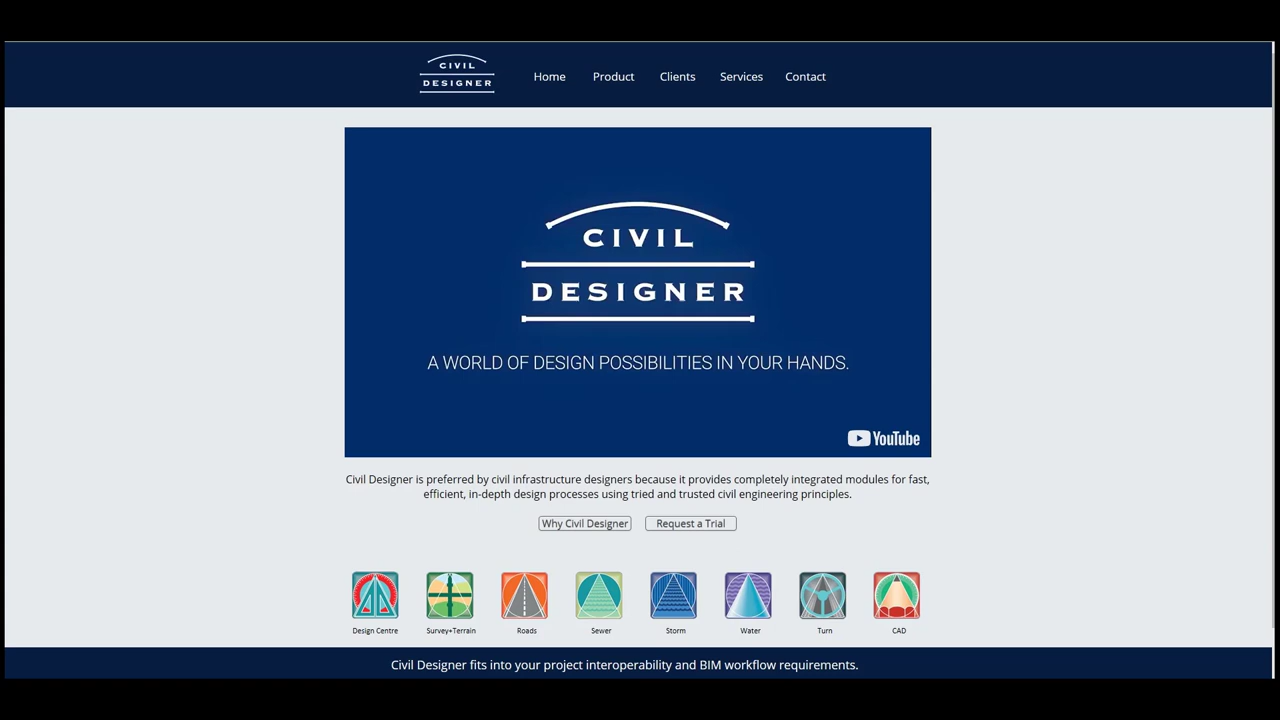 CIVIL
DESIGNER
Home Product Clients Services Contact
CIVIL
DESIGNER
A WORLD OF DESIGN POSSIBILITIES IN YOUR HANDS.
YouTube
Civil Designer is preferred by civil infrastructure designers because it provides completely integrated modules for fast,
efficient, in-depth design processes using tried and trusted civil engineering principles.
Why Civil Designer Request a Trial
Design Centre Survey+Terrain Roads Sewer Storm Water Turn CAD
Civil Designer fits into your project interoperability and BIM workflow requirements.